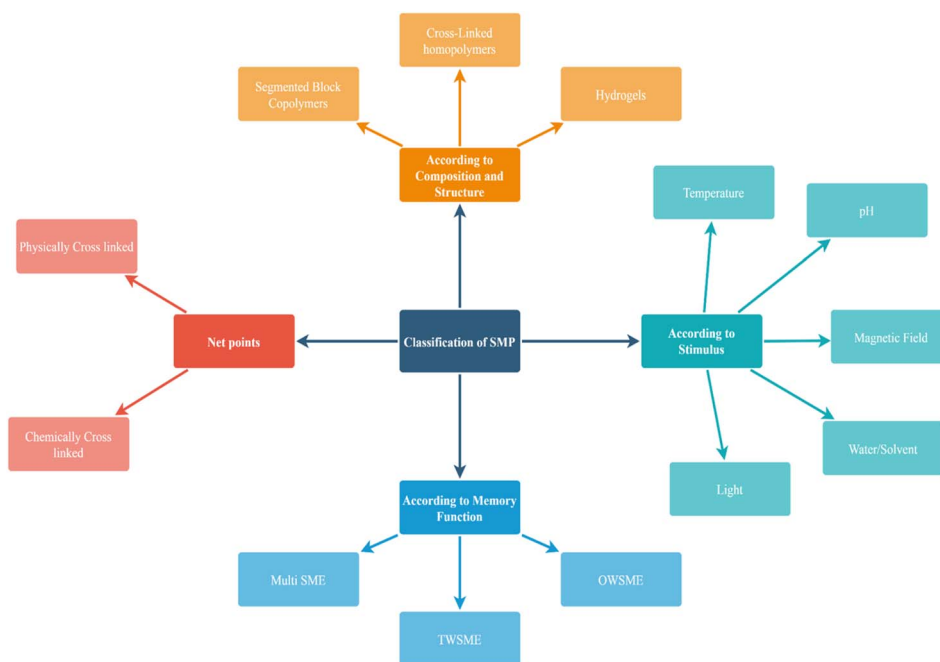 Cross-Linked
homopolymers
Segmented Block
Copolymers
Hydrogels
According to
Composition and
Structure
Temperature
pH
Physically Cross linked
Net points
Classification of SMP
According to
Stimulus
Magnetic Field
Chemically Cross
linked
Water/Solvent
Light
According to Memory
Function
Multi SME
OWSME
TWSME